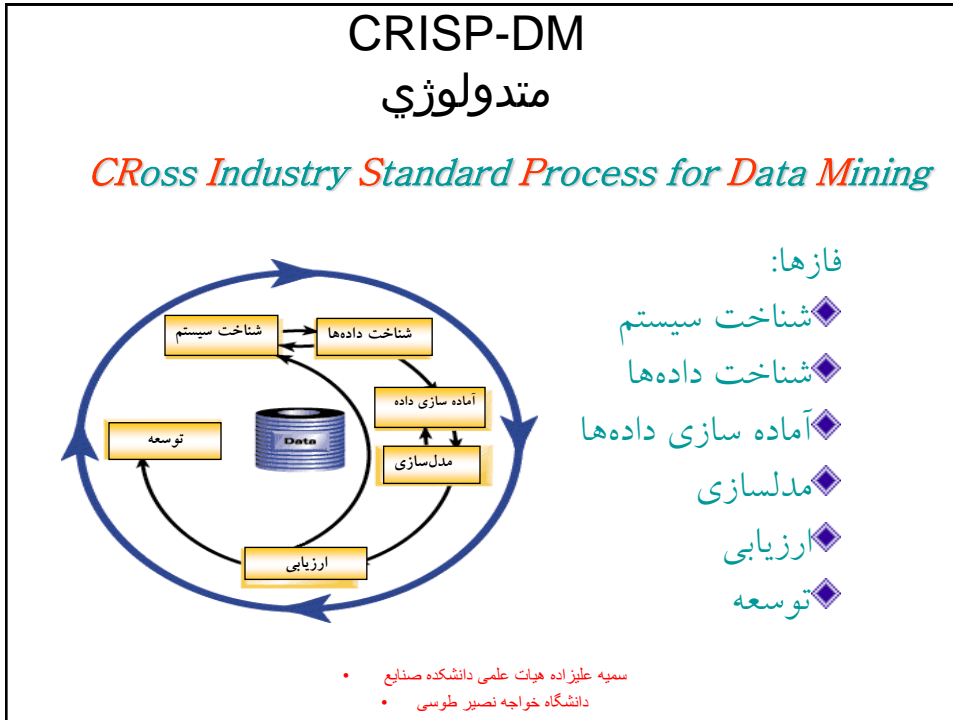 CRISP-DM
متدولوژي
CRoss Industry Standard Process for Data Mining
فازها:
شناخت سیستم
شناخت داده‌ها
آماده سازی داده‌ها
مدلسازی
ارزیابی
توسعه
شناخت سیستم
شناخت داده‌ها
آماده سازی داده
مدل‌سازی
ارزیابی
توسعه
Data
• سمیه علیزاده هیات علمی دانشکده صنایع
• دانشگاه خواجه نصیر طوسی